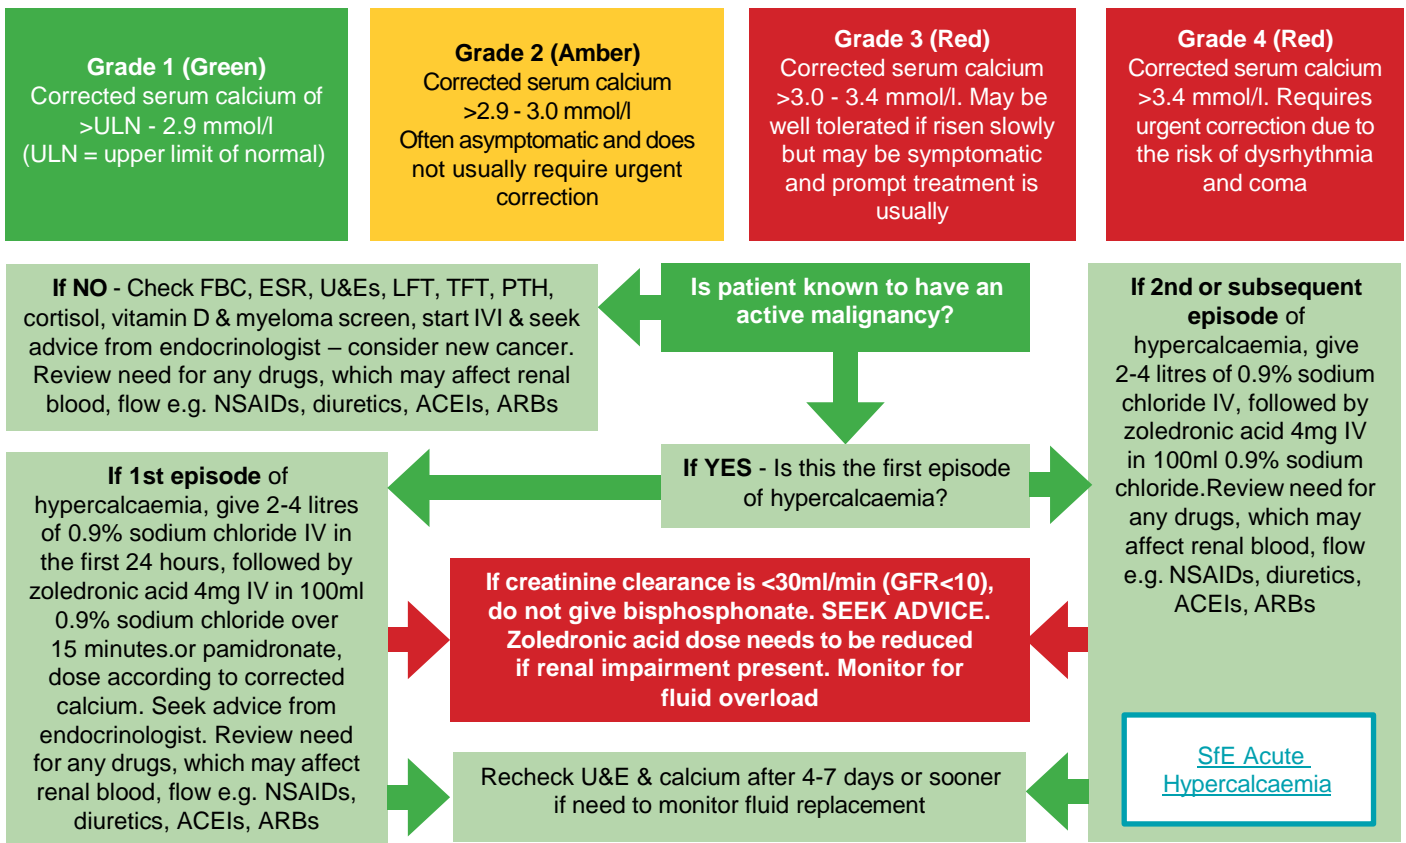 Grade 1 (Green)
Corrected serum calcium of
>ULN - 2.9 mmol/l
(ULN = upper limit of normal)
Grade 2 (Amber)
Corrected serum calcium
>2.9 - 3.0 mmol/l
Often asymptomatic and does
not usually require urgent
correction
Grade 3 (Red)
Corrected serum calcium
>3.0 - 3.4 mmol/l. May be
well tolerated if risen slowly
but may be symptomatic
and prompt treatment is
usually
Grade 4 (Red)
Corrected serum calcium
>3.4 mmol/l. Requires
urgent correction due to
the risk of dysrhythmia
and coma
If NO - Check FBC, ESR, U&Es, LFT, TFT, PTH,
cortisol, vitamin D & myeloma screen, start IVI & seek
advice from endocrinologist – consider new cancer.
Review need for any drugs, which may affect renal
blood, flow e.g. NSAIDs, diuretics, ACEIs, ARBs
Is patient known to have an
active malignancy?
If 2nd or subsequent
episode of
hypercalcaemia, give
2-4 litres of 0.9% sodium
chloride IV, followed by
zoledronic acid 4mg IV
in 100ml 0.9% sodium
chloride.Review need for
any drugs, which may
affect renal blood, flow
e.g. NSAIDs, diuretics,
ACEIs, ARBs
If YES - Is this the first episode
of hypercalcaemia?
If 1st episode of
hypercalcaemia, give 2-4 litres
of 0.9% sodium chloride IV in
the first 24 hours, followed by
zoledronic acid 4mg IV in 100ml
0.9% sodium chloride over
15 minutes.or pamidronate,
dose according to corrected
calcium. Seek advice from
endocrinologist. Review need
for any drugs, which may affect
renal blood, flow e.g. NSAIDs,
diuretics, ACEIs, ARBs
If creatinine clearance is <30ml/min (GFR<10),
do not give bisphosphonate. SEEK ADVICE.
Zoledronic acid dose needs to be reduced
if renal impairment present. Monitor for
fluid overload
SfE Acute
Hypercalcaemia
Recheck U&E & calcium after 4-7 days or sooner
if need to monitor fluid replacement